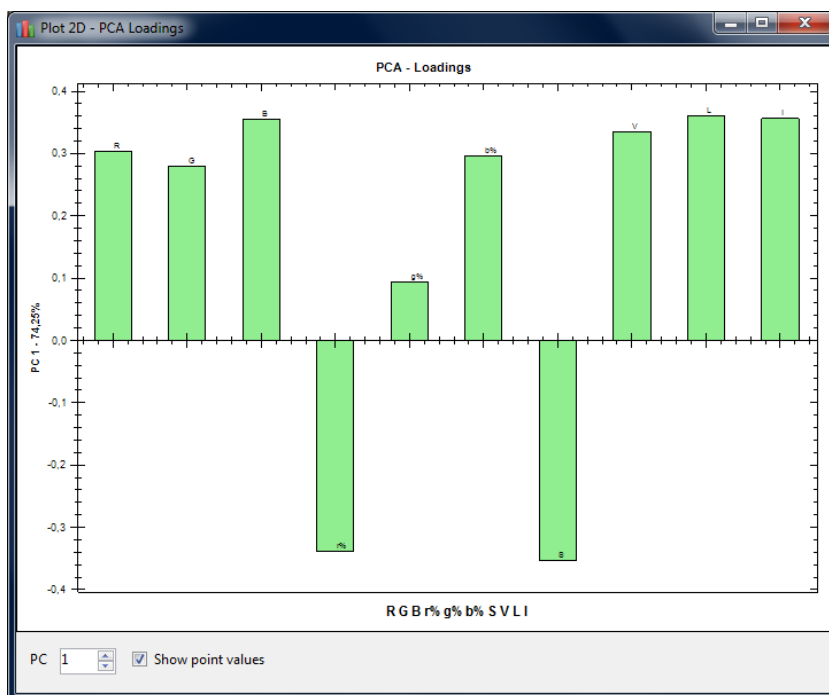 Plot 2D - PCA Loadings
PCA - Loadings
0,4
0,3
0,2
0,1
0,0
-0,1
-0,2
-0,3
-0,4
PC 1 - 74,25%
R
G
B
r%
g%
b%
S
V
L
I
R G B r% g% b% S V L I
PC 1
Show point values